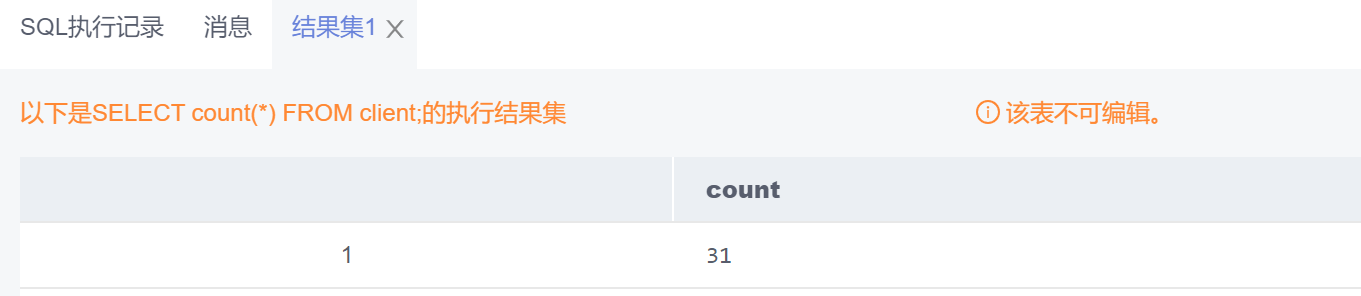 SQL执行记录 消息 结果集1 X
以下是SELECT count(*) FROM client;的执行结果集 该表不可编辑。
count
1 31